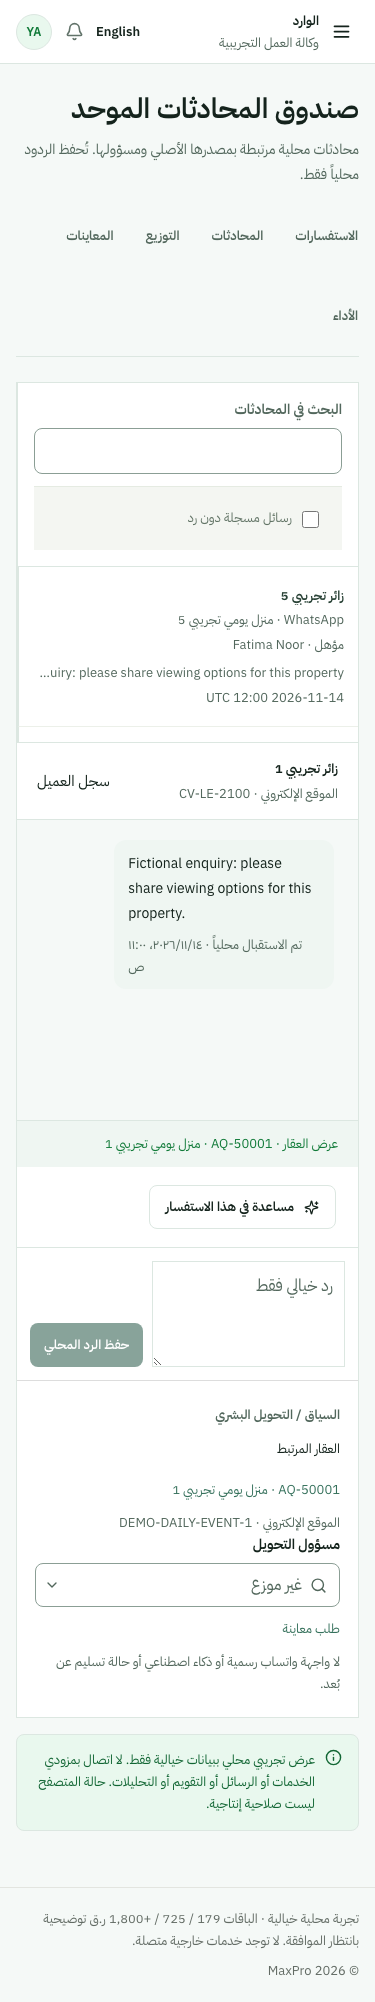 الوارد
وكالة العمل التجريبية
English
YA
صندوق المحادثات الموحد
محادثات محلية مرتبطة بمصدرها الأصلي ومسؤولها. تُحفظ الردود
محلياً فقط.
الاستفسارات
المحادثات
التوزيع
المعاينات
الأداء
البحث في المحادثات
رسائل مسجلة دون رد
زائر تجريبي 5
WhatsApp · منزل يومي تجريبي 5
مؤهل · Fatima Noor
...uiry: please share viewing options for this property
2026-11-14 12:00 UTC
زائر تجريبي 1
الموقع الإلكتروني · CV-LE-2100
سجل العميل
Fictional enquiry: please
share viewing options for this
property.
تم الاستقبال محلياً · ٢٠٢٦/١١/١٤، ١١:٠٠
ص
عرض العقار · AQ-50001 · منزل يومي تجريبي 1
مساعدة في هذا الاستفسار
رد خيالي فقط
حفظ الرد المحلي
السياق / التحويل البشري
العقار المرتبط
AQ-50001 · منزل يومي تجريبي 1
الموقع الإلكتروني · DEMO-DAILY-EVENT-1
مسؤول التحويل
غير موزع
طلب معاينة
لا واجهة واتساب رسمية أو ذكاء اصطناعي أو حالة تسليم عن
بُعد.
عرض تجريبي محلي ببيانات خيالية فقط. لا اتصال بمزودي
الخدمات أو الرسائل أو التقويم أو التحليلات. حالة المتصفح
ليست صلاحية إنتاجية.
تجربة محلية خيالية · الباقات 179 / 725 / +1,800 ر.ق توضيحية
بانتظار الموافقة. لا توجد خدمات خارجية متصلة.
© 2026 MaxPro